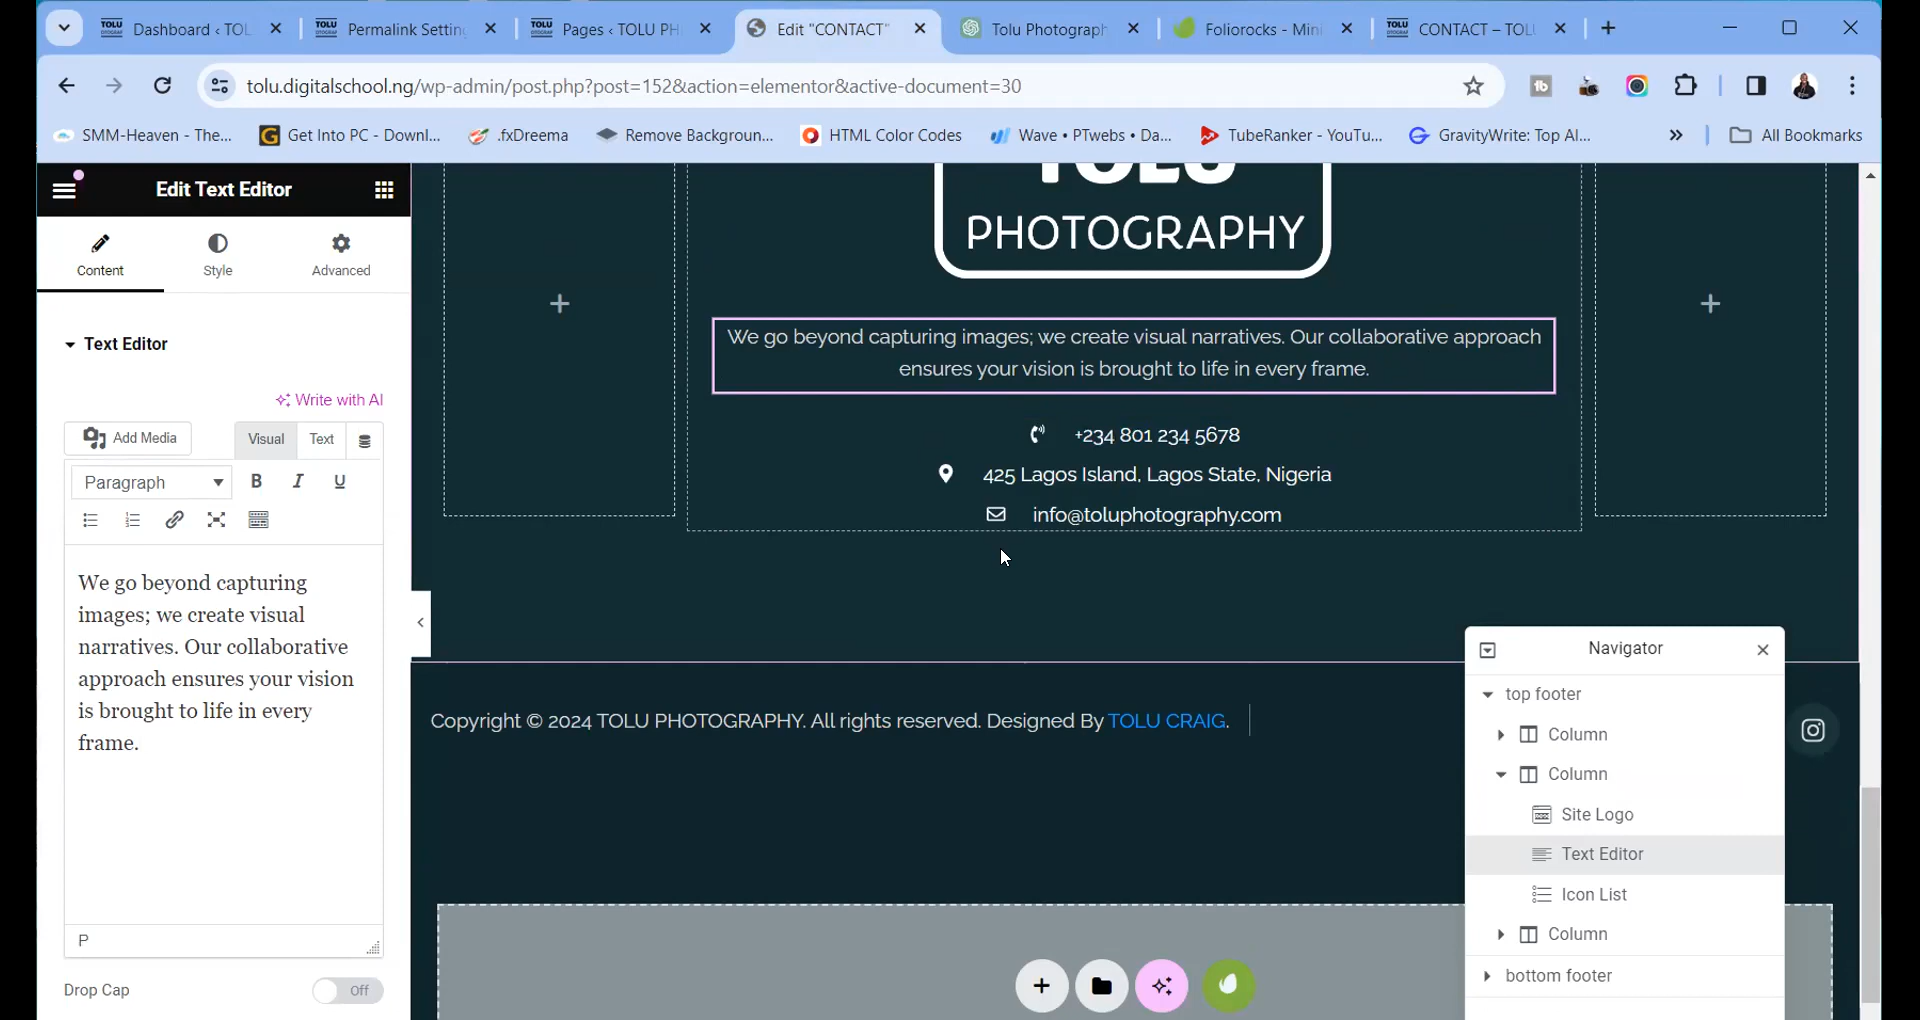 Dashboard ‹ TOL
Permalink Setting
Pages ‹ TOLU PH
Edit "CONTACT"
Tolu Photograph
Foliorocks - Mini
CONTACT – TOL
tolu.digitalschool.ng/wp-admin/post.php?post=152&action=elementor&active-document=30
SMM-Heaven - The...
Get Into PC - Downl...
.fxDreema
Remove Backgroun...
HTML Color Codes
Wave • PTwebs • Da...
TubeRanker - YouTu...
GravityWrite: Top AI...
»
All Bookmarks
Edit Text Editor
Content
Style
Advanced
Text Editor
Write with AI
Add Media
Visual
Text
Paragraph
B
I
U
We go beyond capturing
images; we create visual
narratives. Our collaborative
approach ensures your vision
is brought to life in every
frame.
P
Drop Cap
Off
TOLU
PHOTOGRAPHY
We go beyond capturing images; we create visual narratives. Our collaborative approach
ensures your vision is brought to life in every frame.
+234 801 234 5678
425 Lagos Island, Lagos State, Nigeria
info@toluphotography.com
Copyright © 2024 TOLU PHOTOGRAPHY. All rights reserved. Designed By TOLU CRAIG.
Navigator
top footer
Column
Column
Site Logo
Text Editor
Icon List
Column
bottom footer